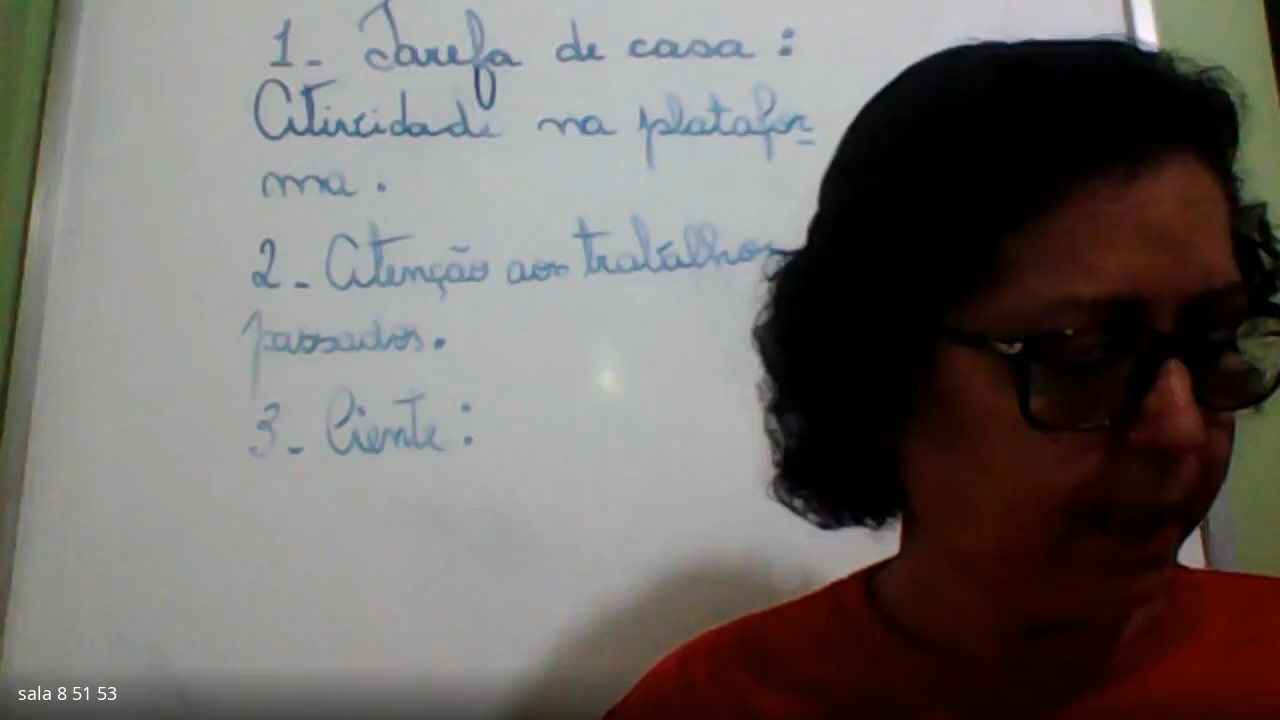 1- Tarefa de casa :
Atividade na platafor-
ma .
2 - Atenção aos trabalhos
passados.
3 - Ciente :
sala 8 51 53